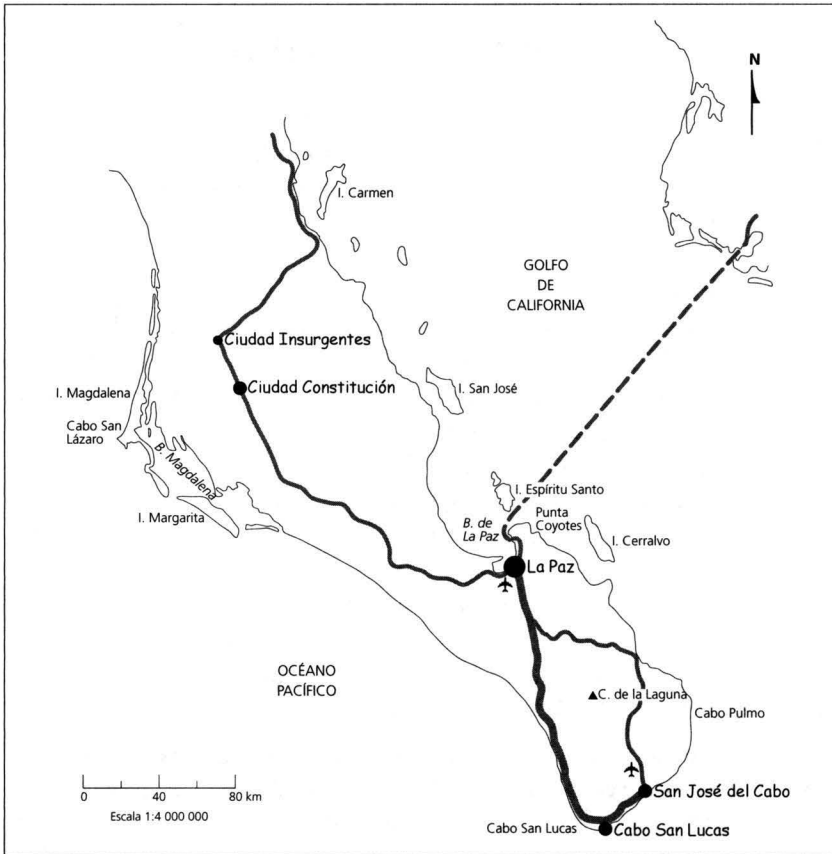 N
I. Carmen
GOLFO
DE
CALIFORNIA
Ciudad Insurgentes
Ciudad Constitución
I. San José
I. Magdalena
Cabo San
Lázaro
B. Magdalena
I. Margarita
I. Espíritu Santo
Punta
Coyotes
B. de
La Paz
I. Cerralvo
La Paz
OCÉANO
PACÍFICO
C. de la Laguna
Cabo Pulmo
San José del Cabo
Cabo San Lucas
Cabo San Lucas
0 40 80 km
Escala 1:4 000 000